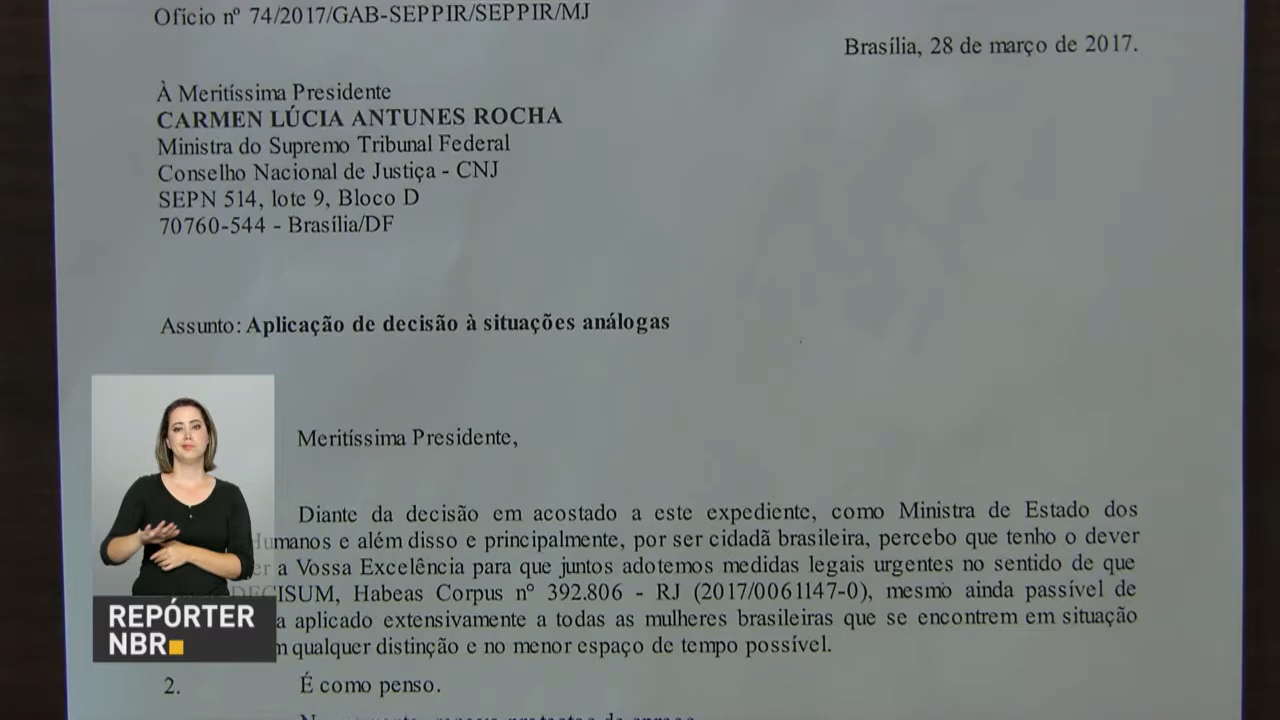 Ofício nº 74/2017/GAB-SEPPIR/SEPPIR/MJ
Brasília, 28 de março de 2017.
À Meritíssima Presidente
CARMEN LÚCIA ANTUNES ROCHA
Ministra do Supremo Tribunal Federal
Conselho Nacional de Justiça - CNJ
SEPN 514, lote 9, Bloco D
70760-544 - Brasília/DF
Assunto: Aplicação de decisão à situações análogas
Meritíssima Presidente,
Diante da decisão em acostado a este expediente, como Ministra de Estado dos
Humanos e além disso e principalmente, por ser cidadã brasileira, percebo que tenho o dever
a Vossa Excelência para que juntos adotemos medidas legais urgentes no sentido de que
DECISUM, Habeas Corpus nº 392.806 - RJ (2017/0061147-0), mesmo ainda passível de
a aplicado extensivamente a todas as mulheres brasileiras que se encontrem em situação
qualquer distinção e no menor espaço de tempo possível.
2. É como penso.
REPÓRTER
NBR